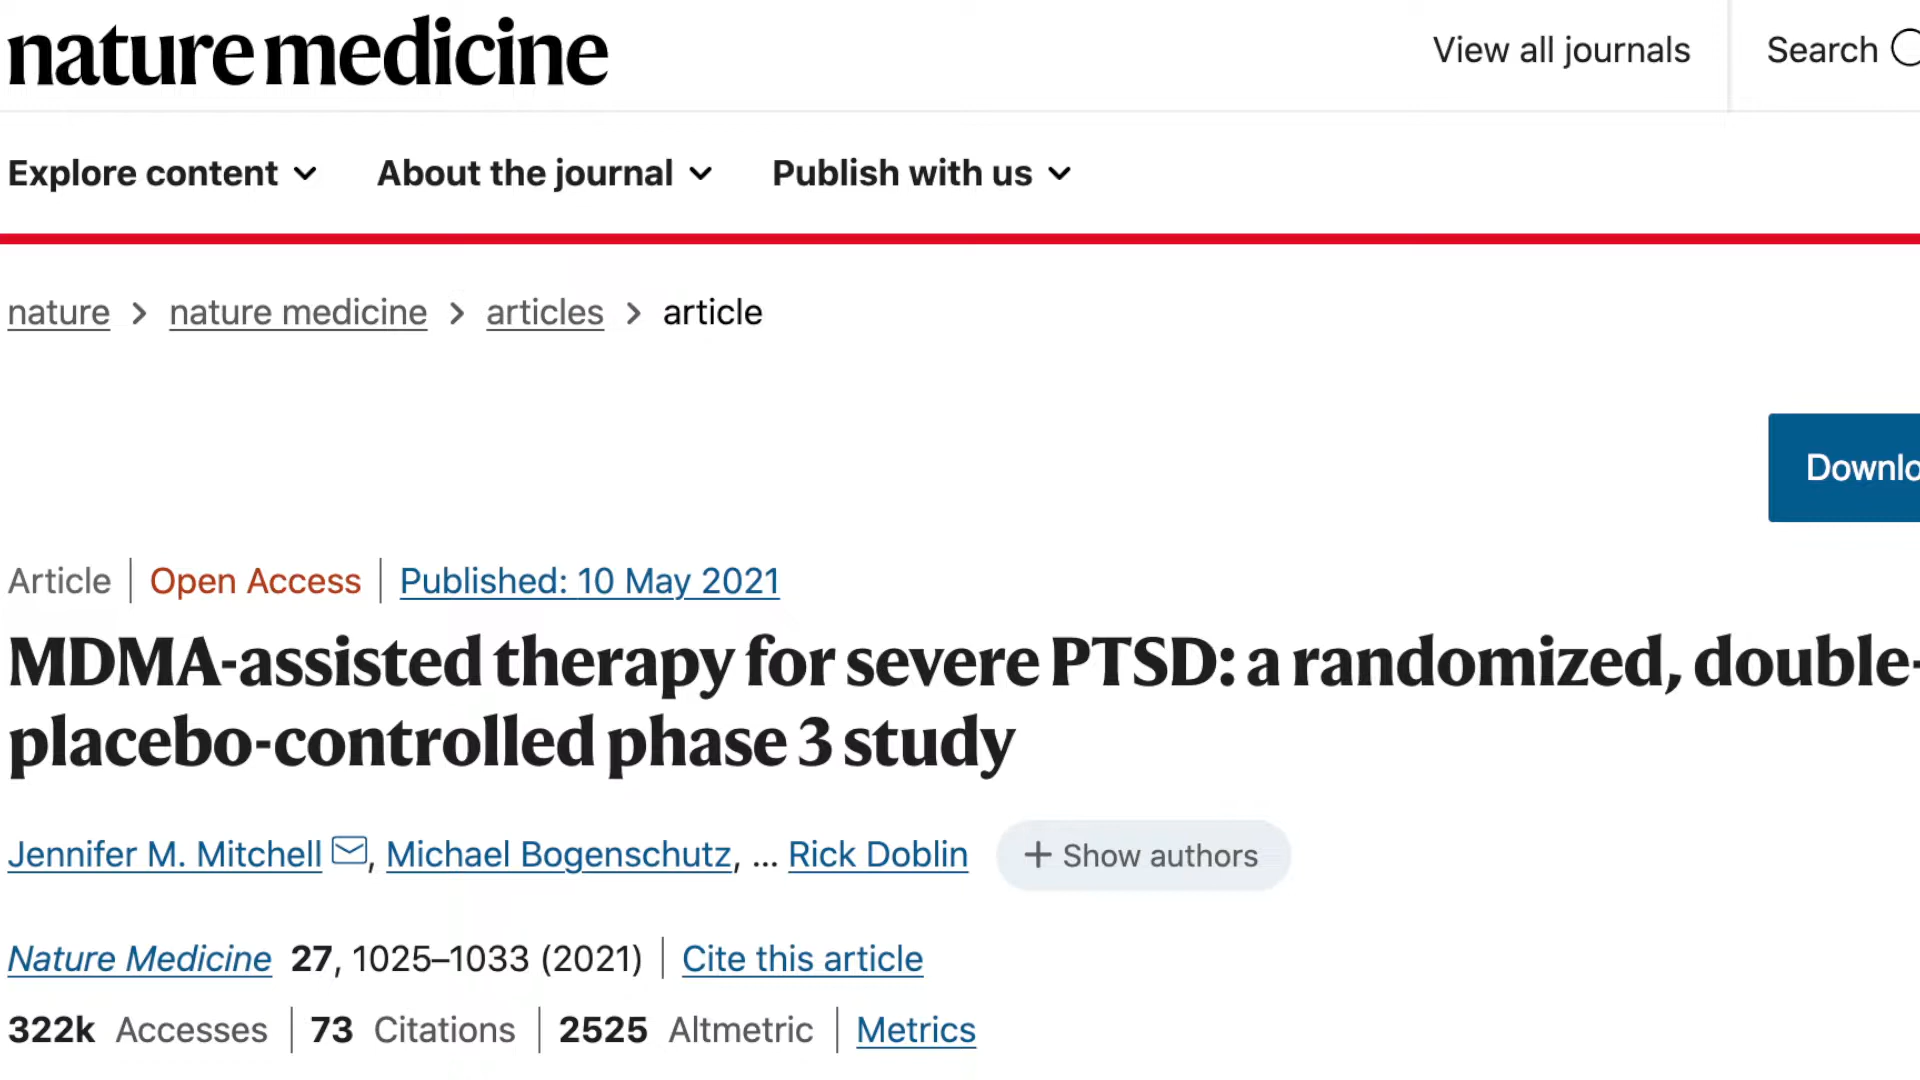 nature medicine
View all journals
Search
Explore content
About the journal
Publish with us
nature > nature medicine > articles > article
Downlo
Article | Open Access | Published: 10 May 2021
MDMA-assisted therapy for severe PTSD: a randomized, double-
placebo-controlled phase 3 study
Jennifer M. Mitchell, Michael Bogenschutz, ... Rick Doblin + Show authors
Nature Medicine 27, 1025–1033 (2021) | Cite this article
322k Accesses | 73 Citations | 2525 Altmetric | Metrics